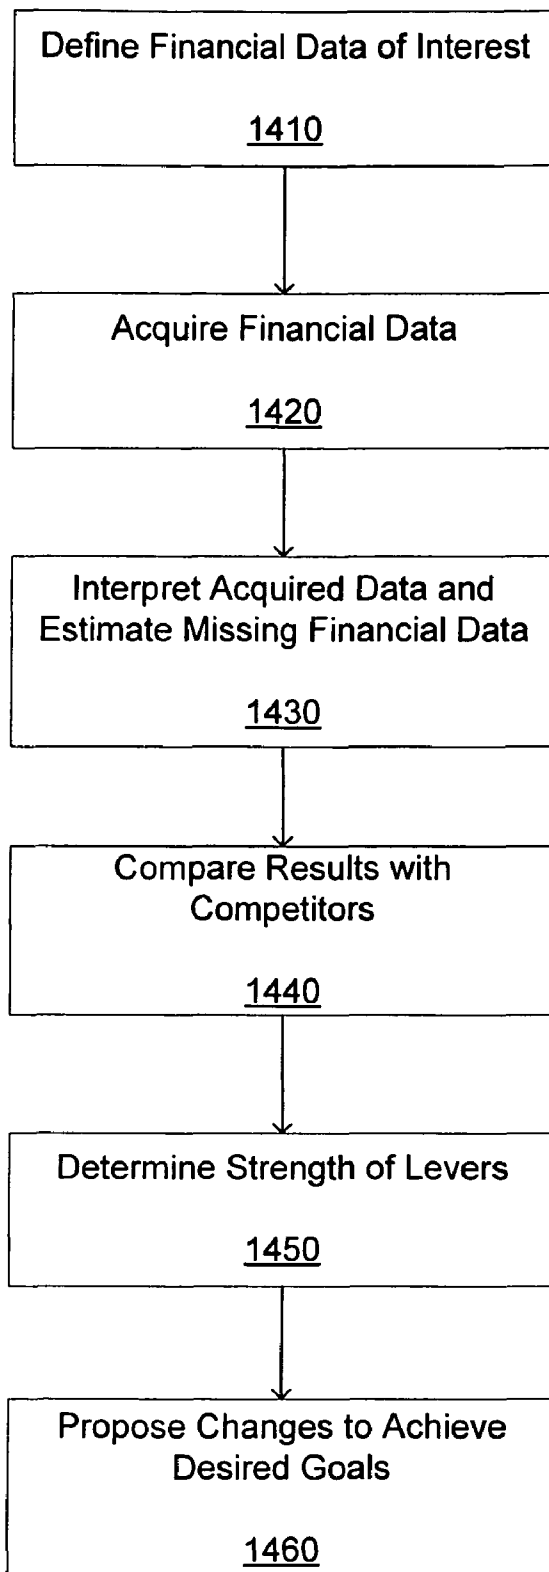 Define Financial Data of Interest
1410
Acquire Financial Data
1420
Interpret Acquired Data and
Estimate Missing Financial Data
1430
Compare Results with
Competitors
1440
Determine Strength of Levers
1450
Propose Changes to Achieve
Desired Goals
1460